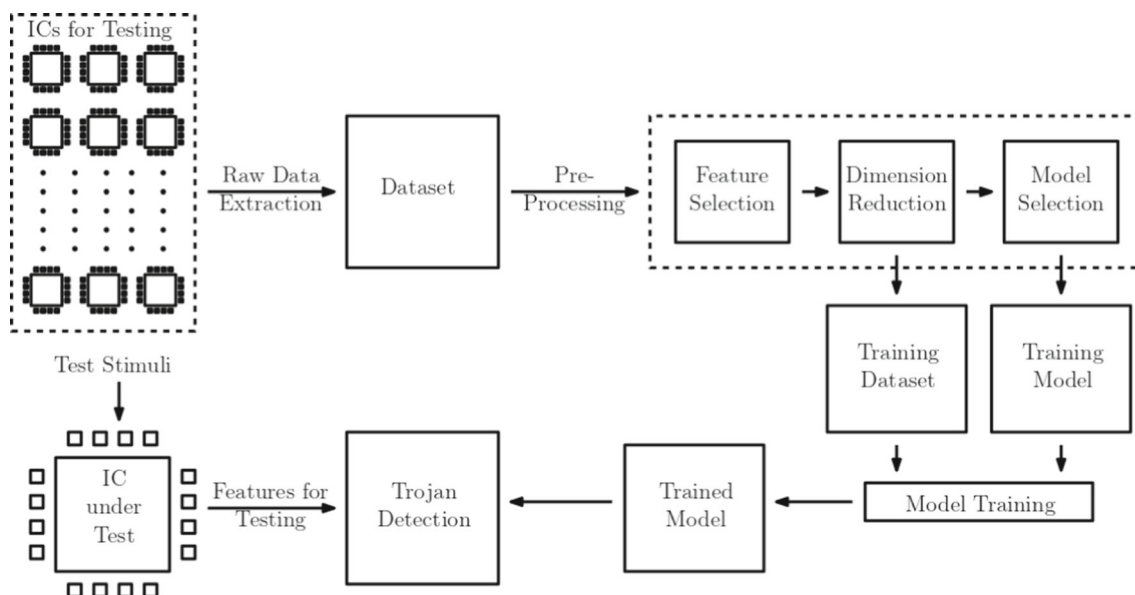 ICs for Testing
Raw Data
Extraction
Dataset
Pre-
Processing
Feature
Selection
Dimension
Reduction
Model
Selection
Training
Dataset
Training
Model
Test Stimuli
IC
under
Test
Features for
Testing
Trojan
Detection
Trained
Model
Model Training